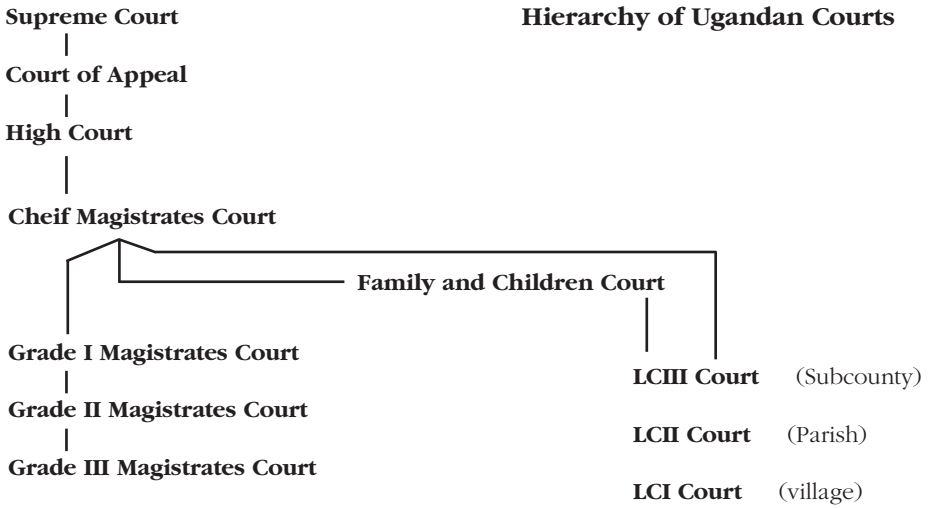 Supreme Court
Hierarchy of Ugandan Courts
Court of Appeal
High Court
Cheif Magistrates Court
Family and Children Court
Grade I Magistrates Court
LCIII Court (Subcounty)
Grade II Magistrates Court
LCII Court (Parish)
Grade III Magistrates Court
LCI Court (village)